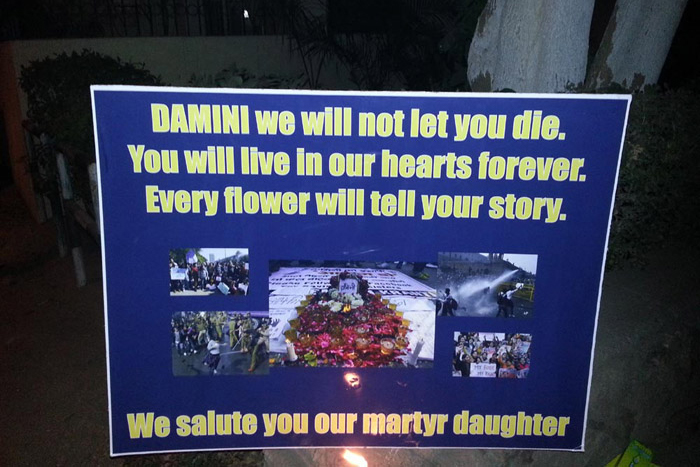 DAMINI we will not let you die.
You will live in our hearts forever.
Every flower will tell your story.
We salute you our martyr daughter